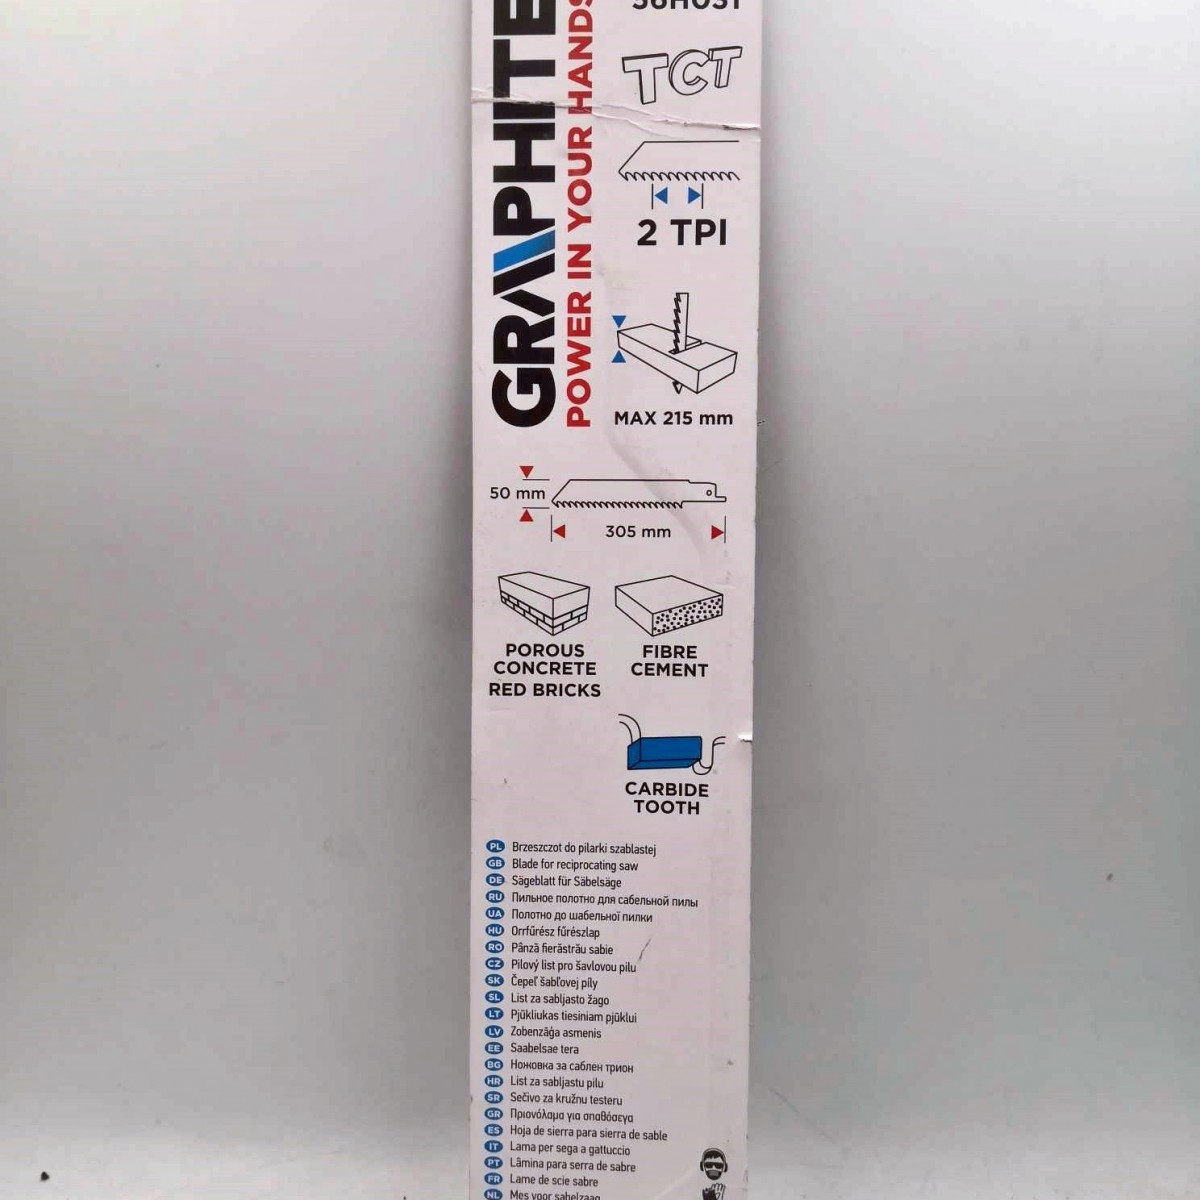 GRAPHITE
POWER IN YOUR HANDS
56H031
TCT
2 TPI
MAX 215 mm
50 mm
305 mm
POROUS
CONCRETE
RED BRICKS
FIBRE
CEMENT
CARBIDE
TOOTH
PL Brzeszczot do pilarki szablastej
GB Blade for reciprocating saw
DE Sägeblatt für Säbelsäge
RU Пильное полотно для сабельной пилы
UA Полотно до шабельної пилки
HU Orrfűrész fűrészlap
RO Pânză fierăstrău sabie
CZ Pilový list pro šavlovou pilu
SK Čepeľ šabľovej píly
SL List za sabljasto žago
LT Pjūkliukas tiesiniam pjūklui
LV Zobenzāģa asmenis
EE Saabelsae tera
BG Ножовка за саблен трион
HR List za sabljastu pilu
SR Sečivo za kružnu testeru
GR Πριονόλαμα για σπαθόσεγα
ES Hoja de sierra para sierra de sable
IT Lama per sega a gattuccio
PT Lâmina para serra de sabre
FR Lame de scie sabre
NL Mes voor sabelzaag